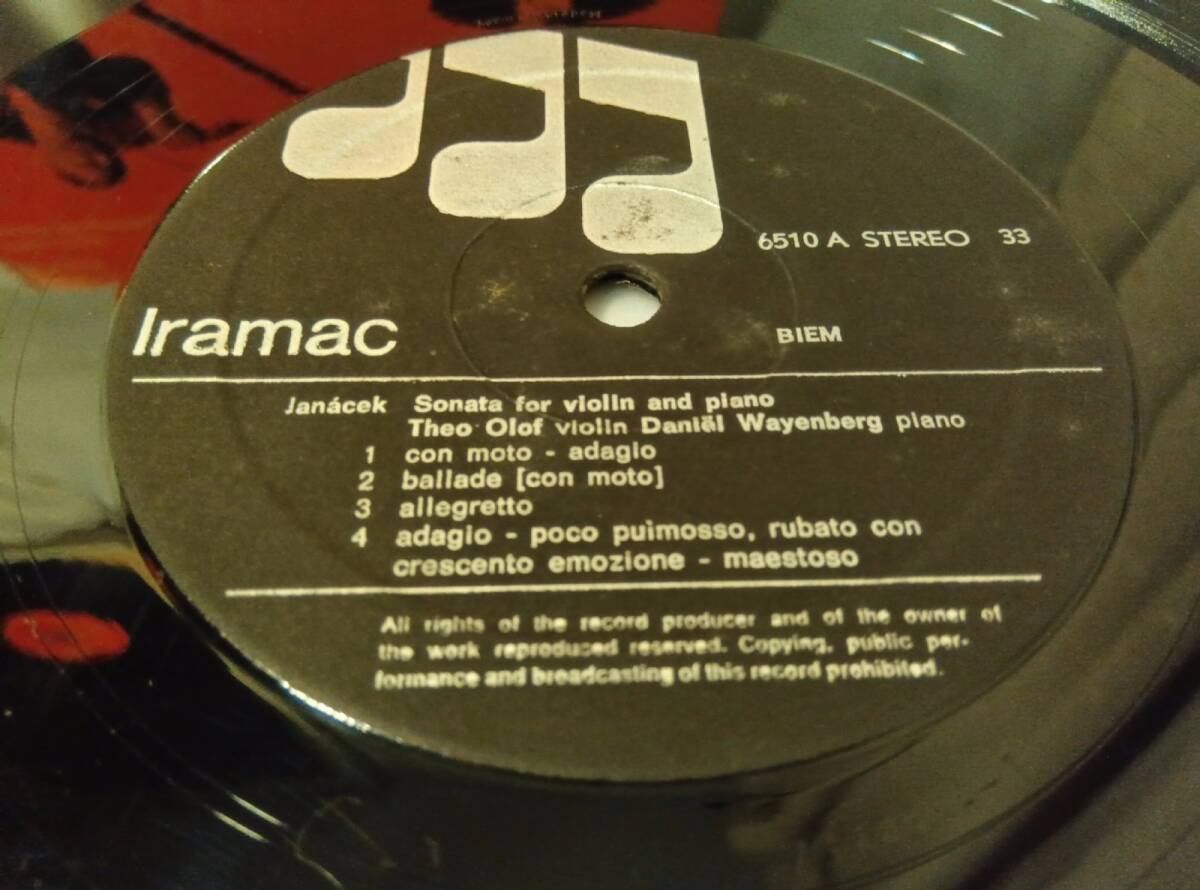 6510 A STEREO 33
Iramac
BIEM
Janácek Sonata for violin and piano
Theo Olof violin Daniël Wayenberg piano
1 con moto - adagio
2 ballade [con moto]
3 allegretto
4 adagio - poco puìmosso, rubato con
crescento emozione - maestoso
All rights of the record producer and of the owner of
the work reproduced reserved. Copying, public per-
formance and broadcasting of this record prohibited.